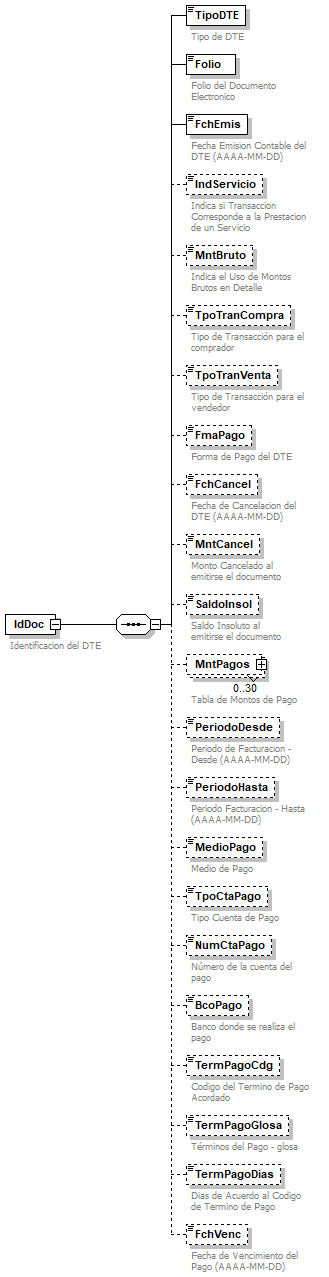 TipoDTE
Tipo de DTE
Folio
Folio del Documento
Electronico
FchEmis
Fecha Emision Contable del
DTE (AAAA-MM-DD)
IndServicio
Indica si Transaccion
Corresponde a la Prestacion
de un Servicio
MntBruto
Indica el Uso de Montos
Brutos en Detalle
TpoTranCompra
Tipo de Transacción para el
comprador
TpoTranVenta
Tipo de Transacción para el
vendedor
FmaPago
Forma de Pago del DTE
FchCancel
Fecha de Cancelacion del
DTE (AAAA-MM-DD)
MntCancel
Monto Cancelado al
emitirse el documento
SaldoInsol
Saldo Insoluto al
emitirse el documento
IdDoc
Identificacion del DTE
MntPagos
0..30
Tabla de Montos de Pago
PeriodoDesde
Periodo de Facturacion -
Desde (AAAA-MM-DD)
PeriodoHasta
Periodo Facturacion - Hasta
(AAAA-MM-DD)
MedioPago
Medio de Pago
TpoCtaPago
Tipo Cuenta de Pago
NumCtaPago
Número de la cuenta del
pago
BcoPago
Banco donde se realiza el
pago
TermPagoCdg
Codigo del Termino de Pago
Acordado
TermPagoGlosa
Términos del Pago - glosa
TermPagoDias
Dias de Acuerdo al Codigo
de Termino de Pago
FchVenc
Fecha de Vencimiento del
Pago (AAAA-MM-DD)